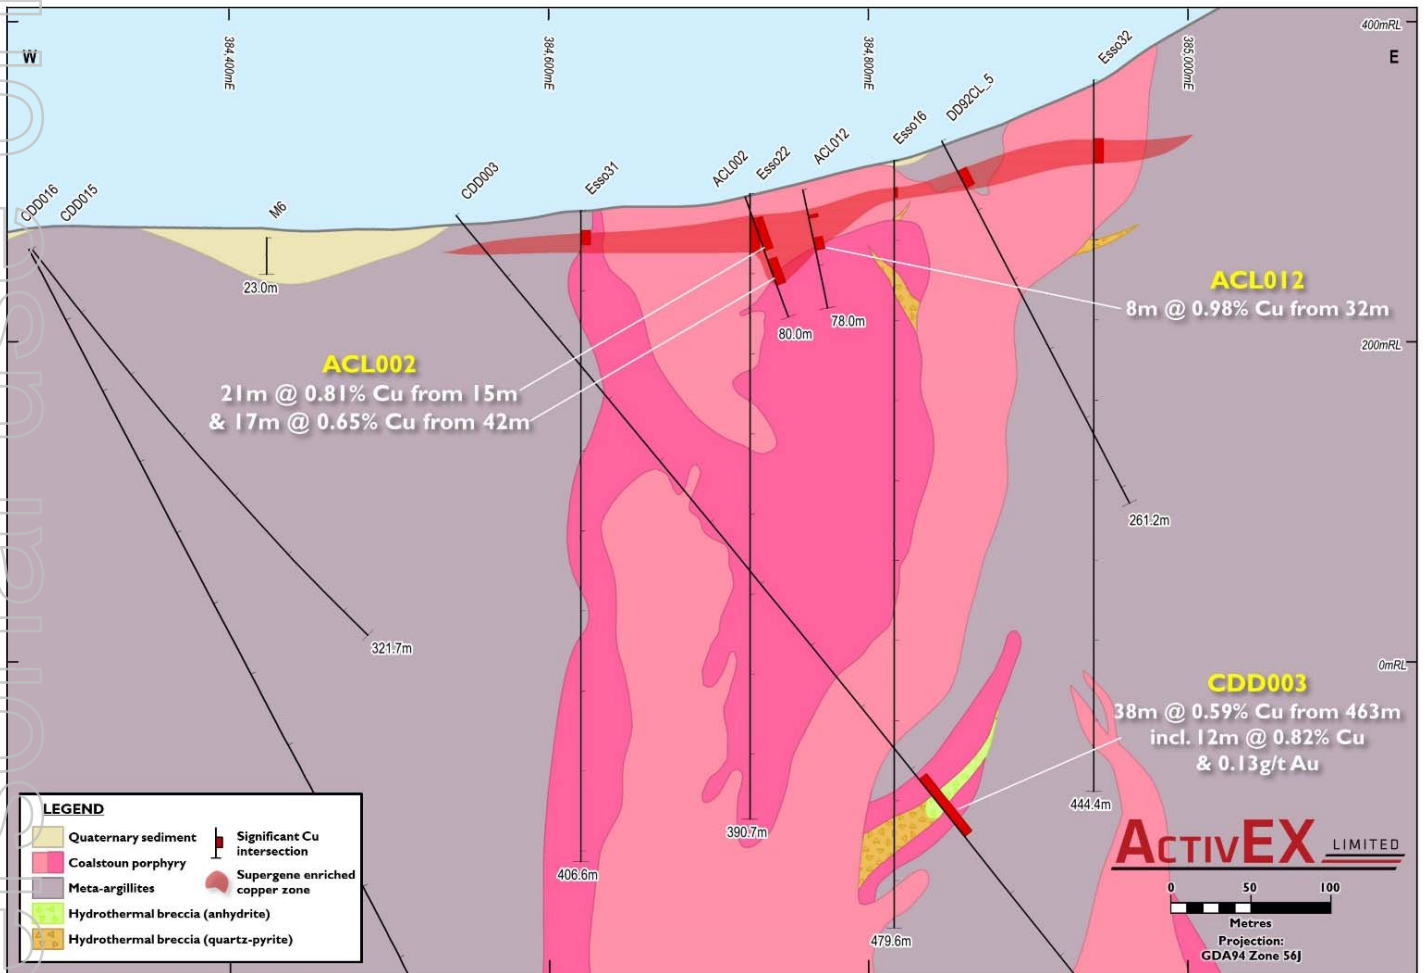 W
E
384,400mE
384,600mE
384,800mE
385,000mE
400mRL
200mRL
0mRL
CDD016
CDD015
M6
CDD003
Esso31
ACL002
Esso22
ACL012
Esso16
DD92CL_5
Esso32
23.0m
80.0m
78.0m
ACL012
8m @ 0.98% Cu from 32m
ACL002
21m @ 0.81% Cu from 15m
& 17m @ 0.65% Cu from 42m
261.2m
321.7m
CDD003
38m @ 0.59% Cu from 463m
incl. 12m @ 0.82% Cu
& 0.13g/t Au
444.4m
390.7m
406.6m
479.6m
LEGEND
Quaternary sediment
Coalstoun porphyry
Meta-argillites
Hydrothermal breccia (anhydrite)
Hydrothermal breccia (quartz-pyrite)
Significant Cu
intersection
Supergene enriched
copper zone
ACTIVEX LIMITED
0 50 100
Metres
Projection:
GDA94 Zone 56J